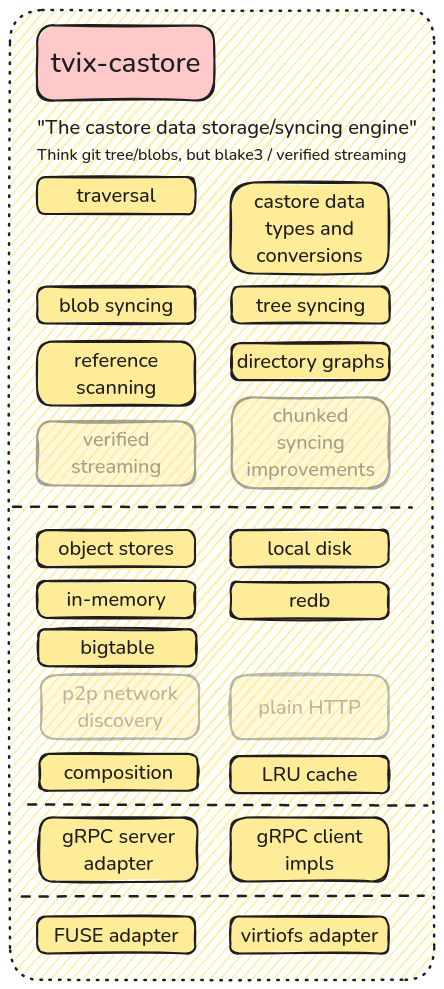 tvix-castore
"The castore data storage/syncing engine"
Think git tree/blobs, but blake3 / verified streaming
traversal
castore data
types and
conversions
blob syncing
tree syncing
reference
scanning
directory graphs
verified
streaming
chunked
syncing
improvements
object stores
local disk
in-memory
redb
bigtable
p2p network
discovery
plain HTTP
composition
LRU cache
gRPC server
adapter
gRPC client
impls
FUSE adapter
virtiofs adapter